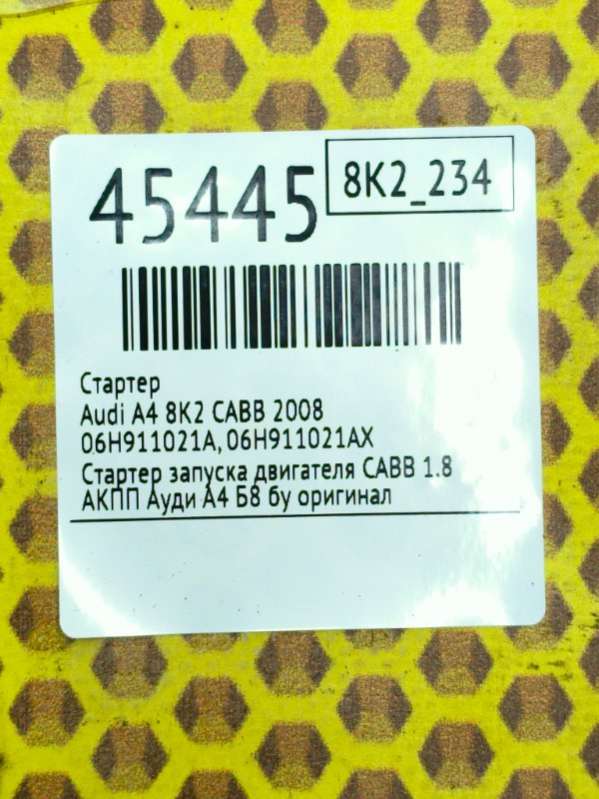 45445
8K2_234
Стартер
Audi A4 8K2 CABB 2008
06H911021A, 06H911021AX
Стартер запуска двигателя CABB 1.8
АКПП Ауди А4 Б8 бу оригинал